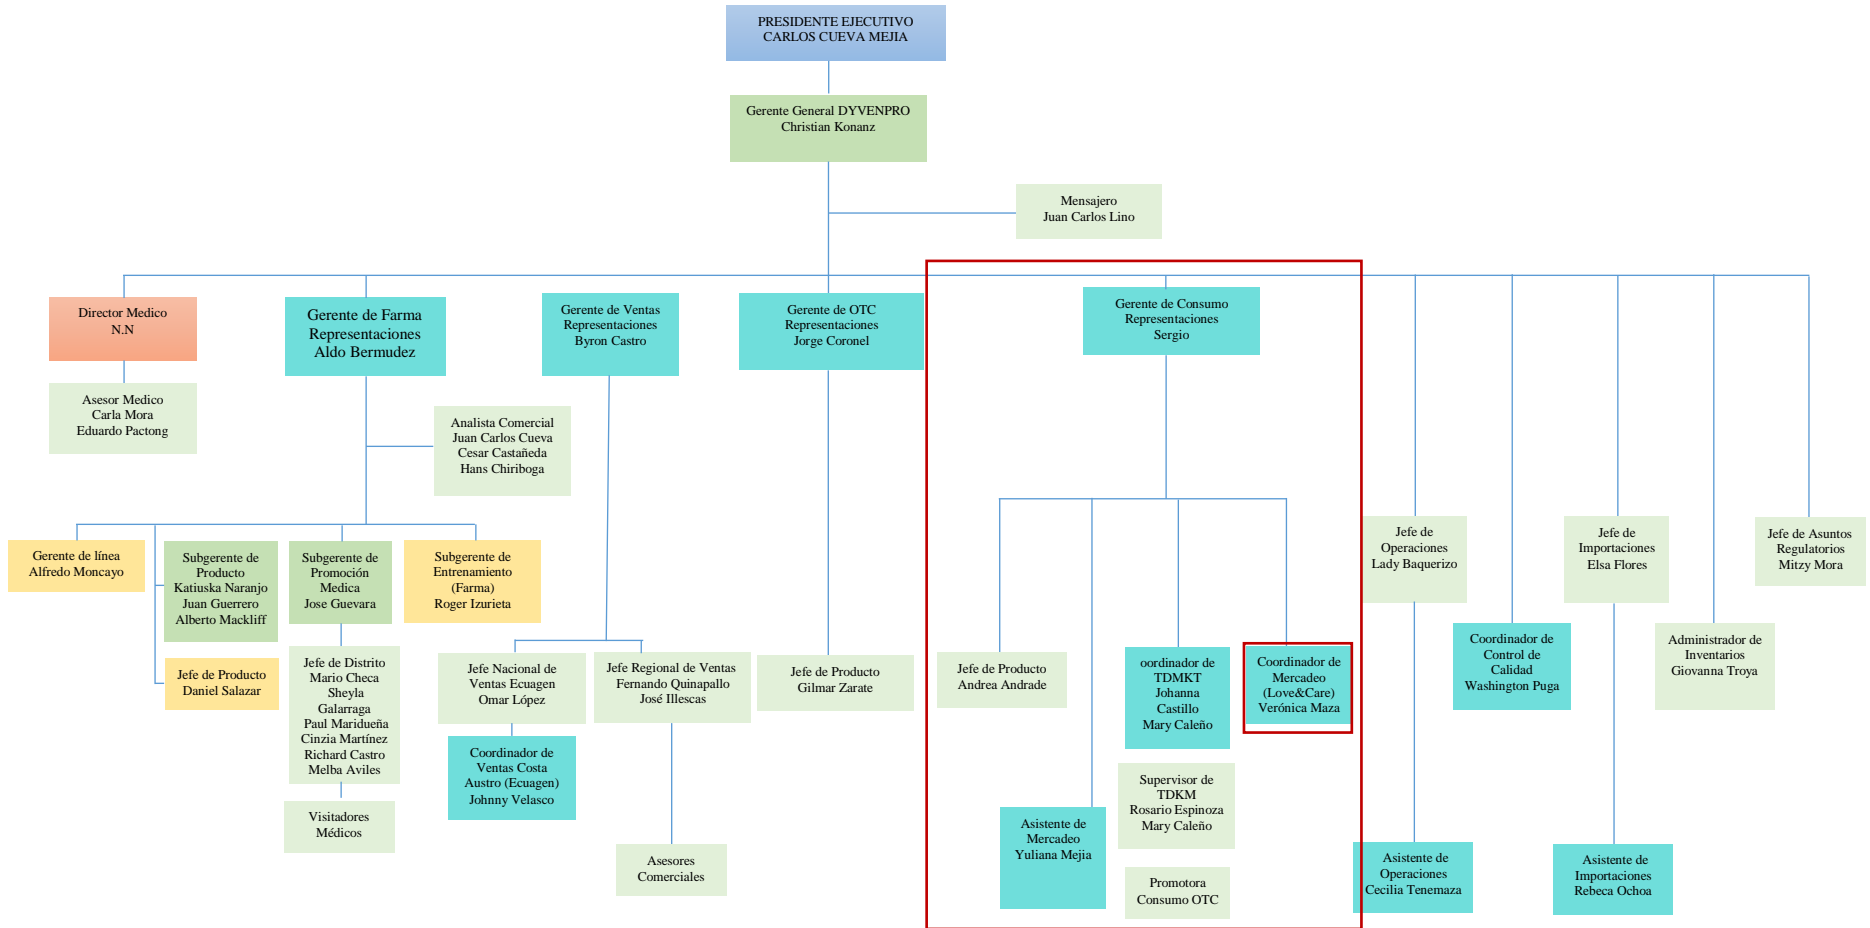 PRESIDENTE EJECUTIVO
CARLOS CUEVA MEJIA
Gerente General DYVENPRO
Christian Konanz
Mensajero
Juan Carlos Lino
Director Medico
N.N
Gerente de Farma
Representaciones
Aldo Bermudez
Gerente de Ventas
Representaciones
Byron Castro
Gerente de OTC
Representaciones
Jorge Coronel
Gerente de Consumo
Representaciones
Sergio
Asesor Medico
Carla Mora
Eduardo Pactong
Analista Comercial
Juan Carlos Cueva
Cesar Castañeda
Hans Chiriboga
Gerente de línea
Alfredo Moncayo
Subgerente de
Producto
Katiuska Naranjo
Juan Guerrero
Alberto Mackliff
Subgerente de
Promoción
Medica
Jose Guevara
Subgerente de
Entrenamiento
(Farma)
Roger Izurieta
Jefe de
Operaciones
Lady Baquerizo
Jefe de
Importaciones
Elsa Flores
Jefe de Asuntos
Regulatorios
Mitzy Mora
Jefe de Producto
Daniel Salazar
Jefe de Distrito
Mario Checa
Sheyla
Galarraga
Paul Maridueña
Cinzia Martínez
Richard Castro
Melba Aviles
Jefe Nacional de
Ventas Ecuagen
Omar López
Jefe Regional de Ventas
Fernando Quinapallo
José Illescas
Jefe de Producto
Gilmar Zarate
Jefe de Producto
Andrea Andrade
oordinador de
TDMKT
Johanna
Castillo
Mary Caleño
Coordinador de
Mercadeo
(Love&Care)
Verónica Maza
Coordinador de
Control de
Calidad
Washington Puga
Administrador de
Inventarios
Giovanna Troya
Coordinador de
Ventas Costa
Austro (Ecuagen)
Johnny Velasco
Supervisor de
TDKM
Rosario Espinoza
Mary Caleño
Visitadores
Médicos
Asistente de
Mercadeo
Yuliana Mejia
Asesores
Comerciales
Promotora
Consumo OTC
Asistente de
Operaciones
Cecilia Tenemaza
Asistente de
Importaciones
Rebeca Ochoa